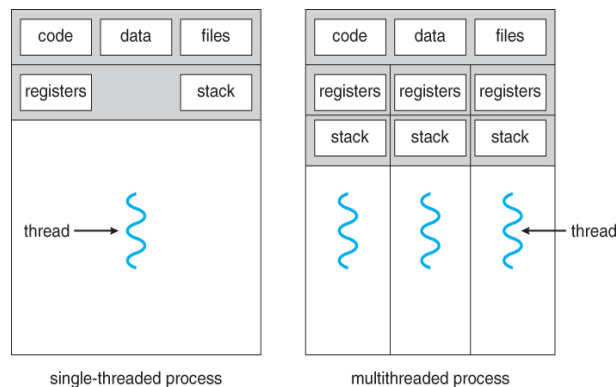 code data files
registers stack
thread
single-threaded process
code data files
registers registers registers
stack stack stack
thread
multithreaded process